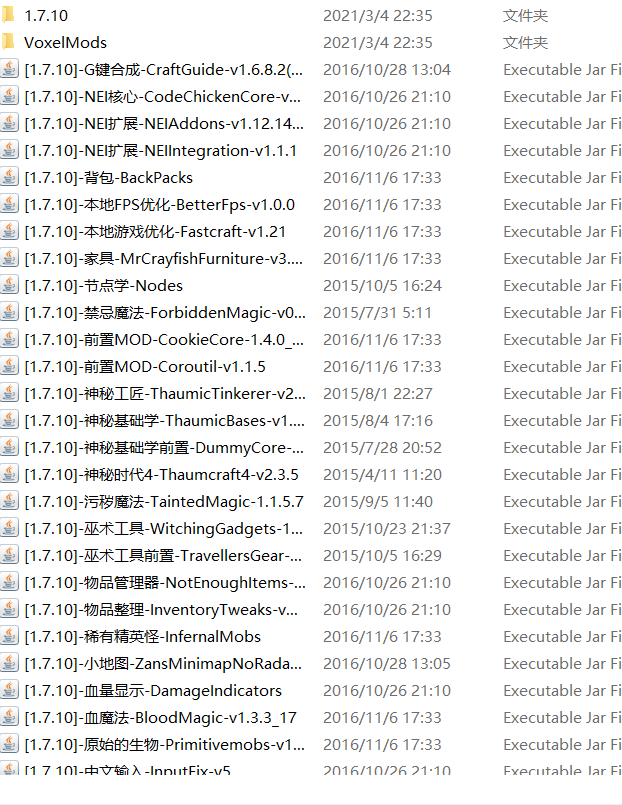 1.7.10 2021/3/4 22:35 文件夹
VoxelMods 2021/3/4 22:35 文件夹
[1.7.10]-G键合成-CraftGuide-v1.6.8.2(... 2016/10/28 13:04 Executable Jar Fi
[1.7.10]-NEI核心-CodeChickenCore-v... 2016/10/26 21:10 Executable Jar Fi
[1.7.10]-NEI扩展-NEIAddons-v1.12.14... 2016/10/26 21:10 Executable Jar Fi
[1.7.10]-NEI扩展-NEIIntegration-v1.1.1 2016/10/26 21:10 Executable Jar Fi
[1.7.10]-背包-BackPacks 2016/11/6 17:33 Executable Jar Fi
[1.7.10]-本地FPS优化-BetterFps-v1.0.0 2016/11/6 17:33 Executable Jar Fi
[1.7.10]-本地游戏优化-Fastcraft-v1.21 2016/11/6 17:33 Executable Jar Fi
[1.7.10]-家具-MrCrayfishFurniture-v3.... 2016/11/6 17:33 Executable Jar Fi
[1.7.10]-节点学-Nodes 2015/10/5 16:24 Executable Jar Fi
[1.7.10]-禁忌魔法-ForbiddenMagic-v0... 2015/7/31 5:11 Executable Jar Fi
[1.7.10]-前置MOD-CookieCore-1.4.0_... 2016/11/6 17:33 Executable Jar Fi
[1.7.10]-前置MOD-Coroutil-v1.1.5 2016/11/6 17:33 Executable Jar Fi
[1.7.10]-神秘工匠-ThaumicTinkerer-v2... 2015/8/1 22:27 Executable Jar Fi
[1.7.10]-神秘基础学-ThaumicBases-v1.... 2015/8/4 17:16 Executable Jar Fi
[1.7.10]-神秘基础学前置-DummyCore-... 2015/7/28 20:52 Executable Jar Fi
[1.7.10]-神秘时代4-Thaumcraft4-v2.3.5 2015/4/11 11:20 Executable Jar Fi
[1.7.10]-污秽魔法-TaintedMagic-1.1.5.7 2015/9/5 11:40 Executable Jar Fi
[1.7.10]-巫术工具-WitchingGadgets-1... 2015/10/23 21:37 Executable Jar Fi
[1.7.10]-巫术工具前置-TravellersGear-... 2015/10/5 16:29 Executable Jar Fi
[1.7.10]-物品管理器-NotEnoughItems-... 2016/10/26 21:10 Executable Jar Fi
[1.7.10]-物品整理-InventoryTweaks-v... 2016/10/26 21:10 Executable Jar Fi
[1.7.10]-稀有精英怪-InfernalMobs 2016/11/6 17:33 Executable Jar Fi
[1.7.10]-小地图-ZansMinimapNoRada... 2016/10/28 13:05 Executable Jar Fi
[1.7.10]-血量显示-DamageIndicators 2016/10/26 21:10 Executable Jar Fi
[1.7.10]-血魔法-BloodMagic-v1.3.3_17 2016/11/6 17:33 Executable Jar Fi
[1.7.10]-原始的生物-Primitivemobs-v1... 2016/11/6 17:33 Executable Jar Fi
[1.7.10]-中文输入-InputFix-v5 2016/10/26 21:10 Executable Jar Fi